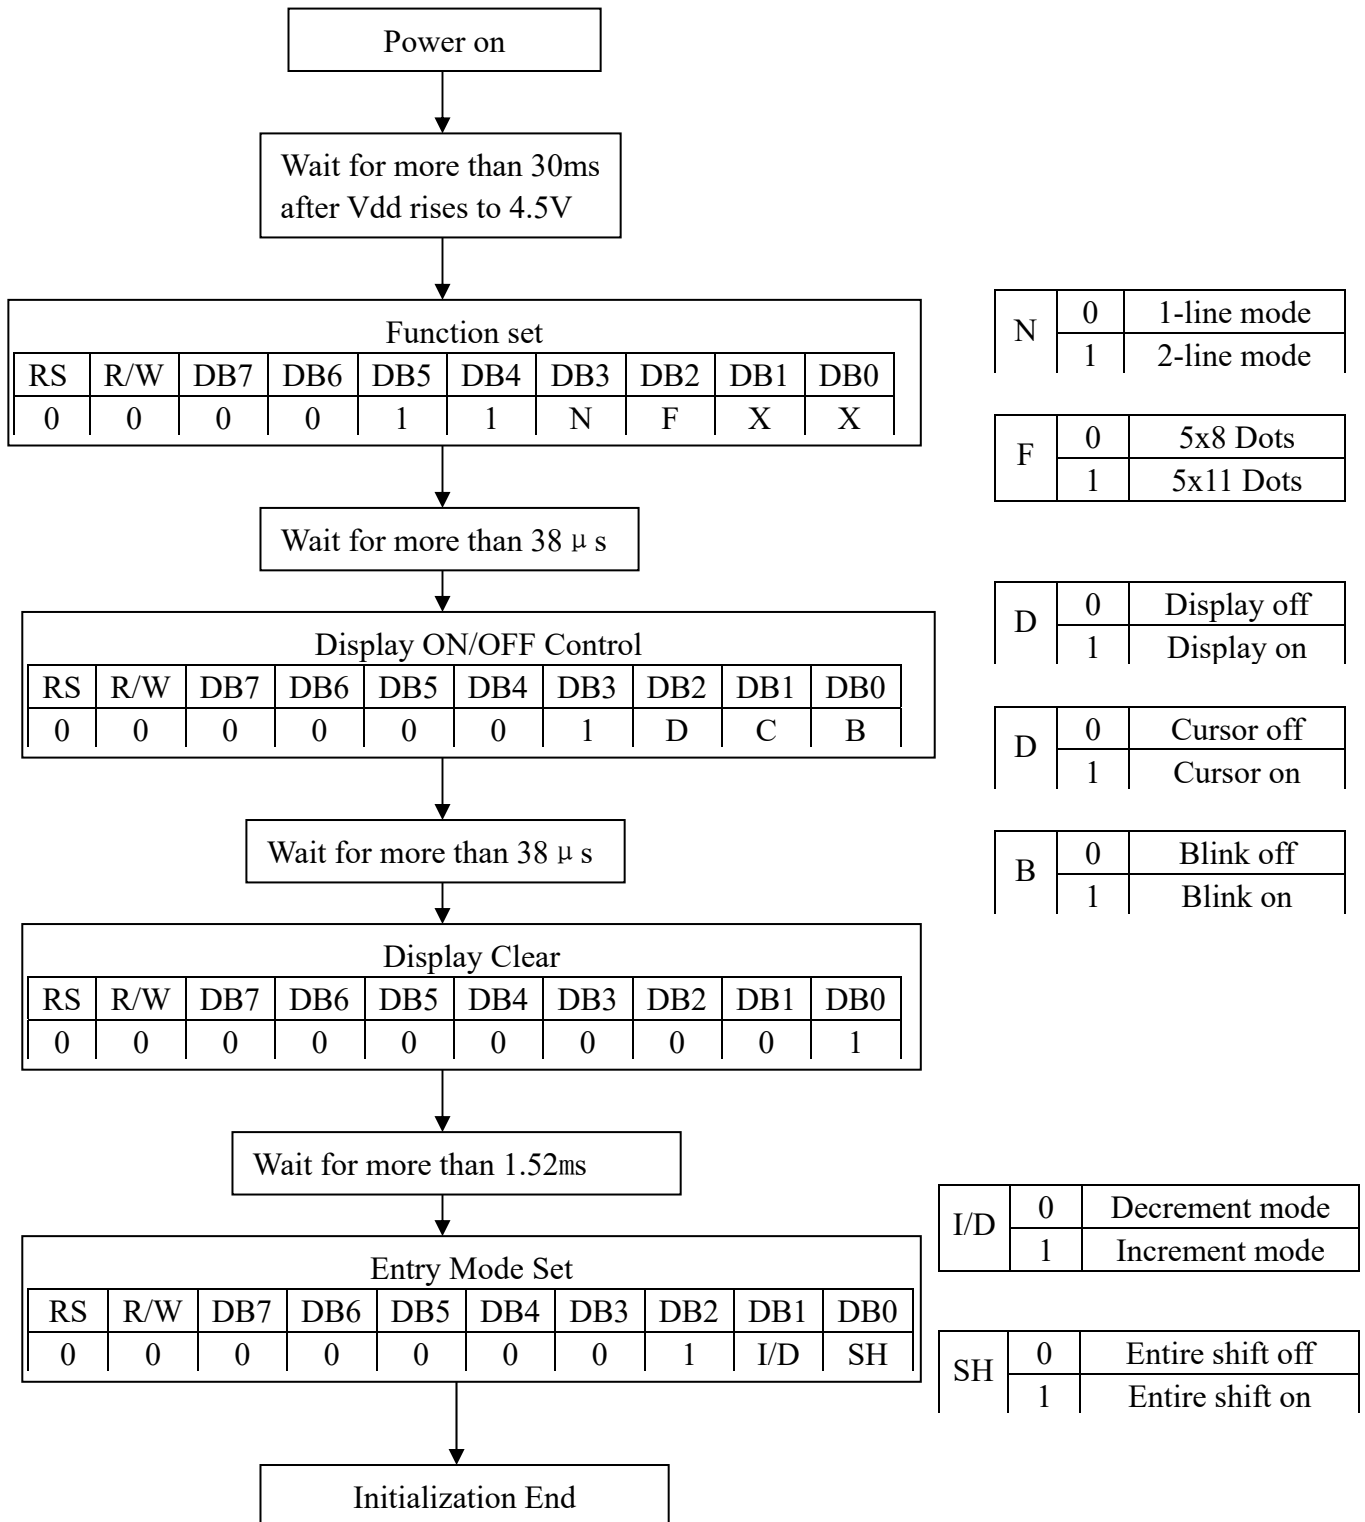 Power on
Wait for more than 30ms
after Vdd rises to 4.5V
Function set
RS R/W DB7 DB6 DB5 DB4 DB3 DB2 DB1 DB0
0 0 0 0 1 1 N F X X
N 0 1-line mode
1 2-line mode
F 0 5x8 Dots
1 5x11 Dots
Wait for more than 38 μs
Display ON/OFF Control
RS R/W DB7 DB6 DB5 DB4 DB3 DB2 DB1 DB0
0 0 0 0 0 0 1 D C B
D 0 Display off
1 Display on
D 0 Cursor off
1 Cursor on
B 0 Blink off
1 Blink on
Wait for more than 38 μs
Display Clear
RS R/W DB7 DB6 DB5 DB4 DB3 DB2 DB1 DB0
0 0 0 0 0 0 0 0 0 1
Wait for more than 1.52ms
Entry Mode Set
RS R/W DB7 DB6 DB5 DB4 DB3 DB2 DB1 DB0
0 0 0 0 0 0 0 1 I/D SH
I/D 0 Decrement mode
1 Increment mode
SH 0 Entire shift off
1 Entire shift on
Initialization End